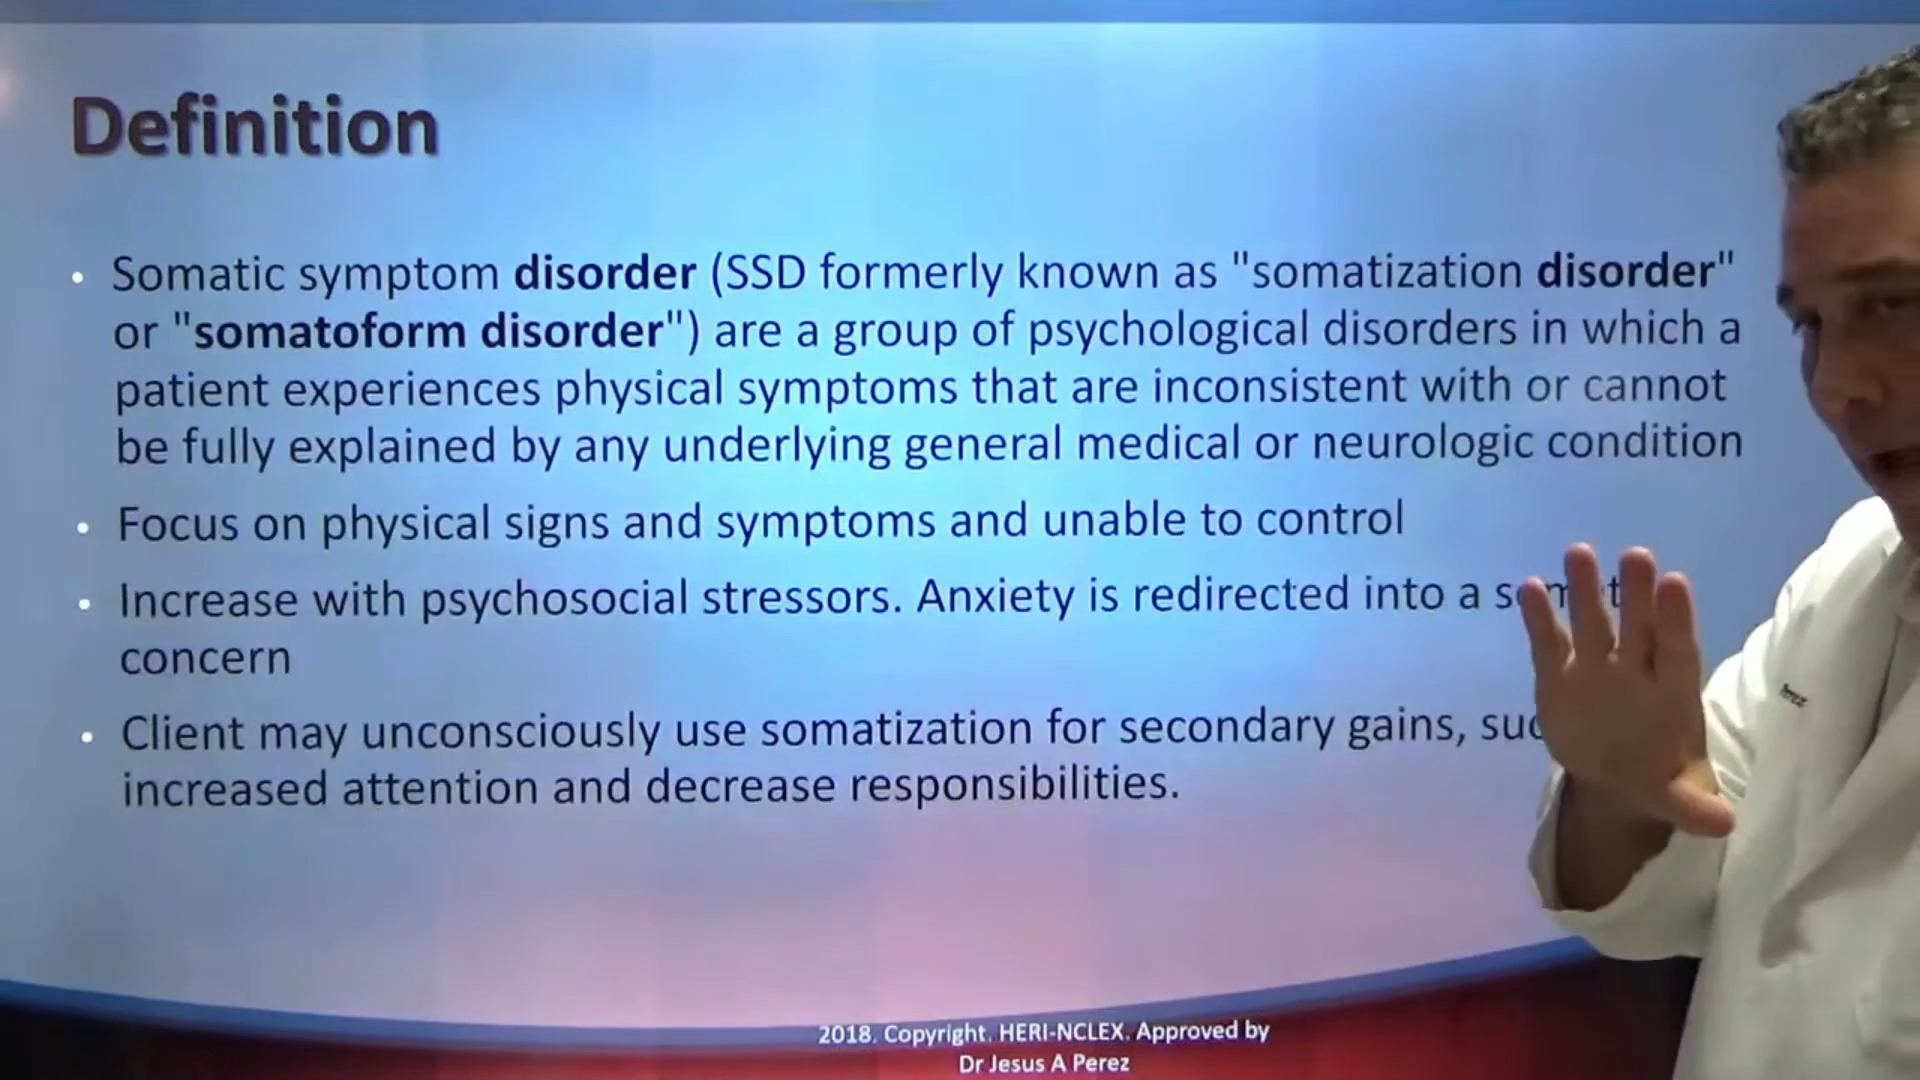 Definition
• Somatic symptom disorder (SSD formerly known as "somatization disorder"
or "somatoform disorder") are a group of psychological disorders in which a
patient experiences physical symptoms that are inconsistent with or cannot
be fully explained by any underlying general medical or neurologic condition
• Focus on physical signs and symptoms and unable to control
• Increase with psychosocial stressors. Anxiety is redirected into a
concern
• Client may unconsciously use somatization for secondary gains,
increased attention and decrease responsibilities.
Perez
2018. Copyright. HERI-NCLEX. Approved by
Dr Jesus A Perez